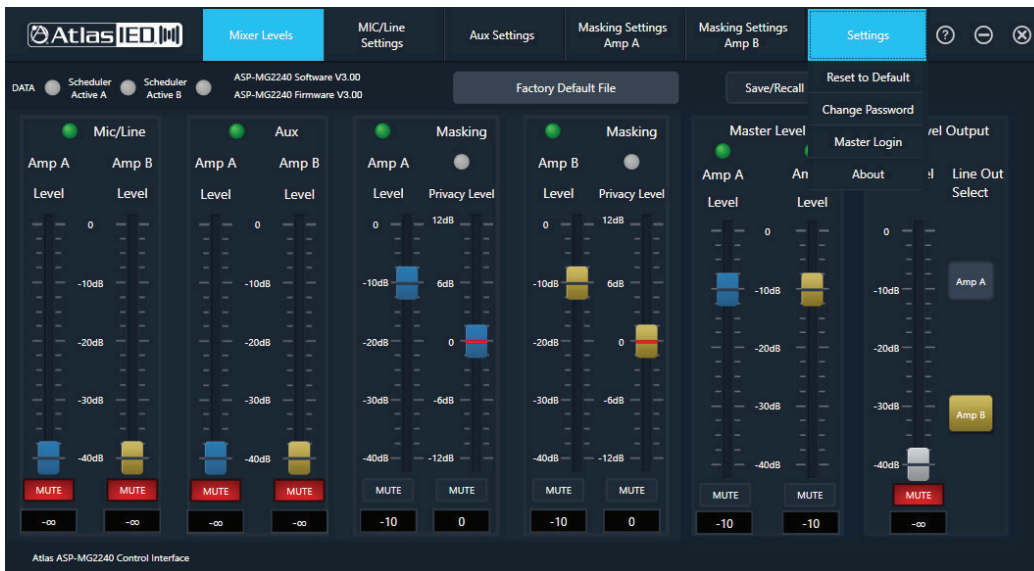 AtlasIED
Mixer Levels
MIC/Line
Settings
Aux Settings
Masking Settings
Amp A
Masking Settings
Amp B
Settings
?
DATA
Scheduler
Active A
Scheduler
Active B
ASP-MG2240 Software V3.00
ASP-MG2240 Firmware V3.00
Factory Default File
Save/Recall
Reset to Default
Change Password
Master Login
About
Mic/Line
Amp A Amp B
Level Level
0
-10dB
-20dB
-30dB
-40dB
MUTE MUTE
-∞ -∞
Aux
Amp A Amp B
Level Level
0
-10dB
-20dB
-30dB
-40dB
MUTE MUTE
-∞ -∞
Masking
Amp A
Level Privacy Level
0 12dB
-10dB 6dB
-20dB 0
-30dB -6dB
-40dB -12dB
MUTE MUTE
-10 0
Masking
Amp B
Level Privacy Level
0 12dB
-10dB 6dB
-20dB 0
-30dB -6dB
-40dB -12dB
MUTE MUTE
-10 0
Master Level
Amp A Am
Level Level
0
-10dB
-20dB
-30dB
-40dB
MUTE MUTE
-10 -10
vel Output
el Line Out
Select
0
-10dB
-20dB
-30dB
-40dB
Amp A
Amp B
MUTE
-∞
Atlas ASP-MG2240 Control Interface